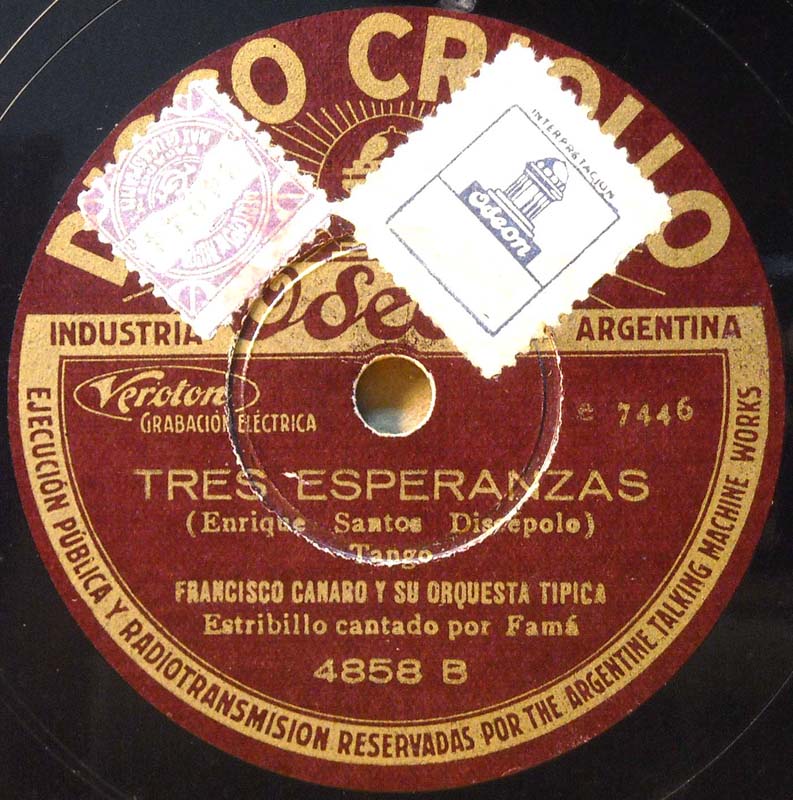 DISCO CRIOLLO
Odeon
INTERPRETACION
Odeon
INDUSTRIA ARGENTINA
Veroton
GRABACIÓN ELÉCTRICA
e 7446
TRES ESPERANZAS
(Enrique Santos Discépolo)
Tango
FRANCISCO CANARO Y SU ORQUESTA TIPICA
Estribillo cantado por Famá
4858 B
EJECUCIÓN PÚBLICA Y RADIOTRANSMISION RESERVADAS POR THE ARGENTINE TALKING MACHINE WORKS